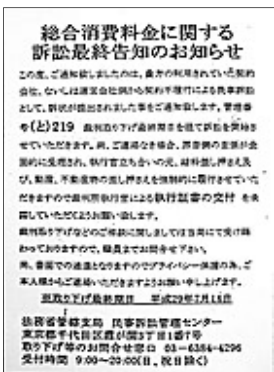 総合消費料金に関する
訴訟最終告知のお知らせ
この度、ご通知致しましたのは、貴方の利用されていた契約
会社、ないしは運営会社側から契約不履行による民事訴訟
として、訴状が提出されました事をご通知致します。管理番
号(と)219 裁判取り下げ最終期日を経て訴訟を開始さ
せていただきます。尚、ご連絡なき場合、原告側の主張が全
面的に受理され、執行官立ち会いの元、給料差し押さえ及
び、動産、不動産物の差し押さえを強制的に履行させていた
だきますので裁判所執行官による執行証書の交付 を承
諾していただくようお願い致します。
裁判取り下げなどのご相談に関しましては当局にて受け賜
わっておりますので、職員までお問合せ下さい。
尚、書面での通達となりますのでプライバシー保護の為、ご
本人様からご連絡いただきますようお願い申し上げます。
取り下げ最終期日 平成29年7月14日
法務省管轄支局 民事訴訟管理センター
東京都千代田区霞が関3丁目1番7号
取り下げ等のお問合せ窓口 03-6384-4296
受付時間 9:00~20:00(日、祝日除く)